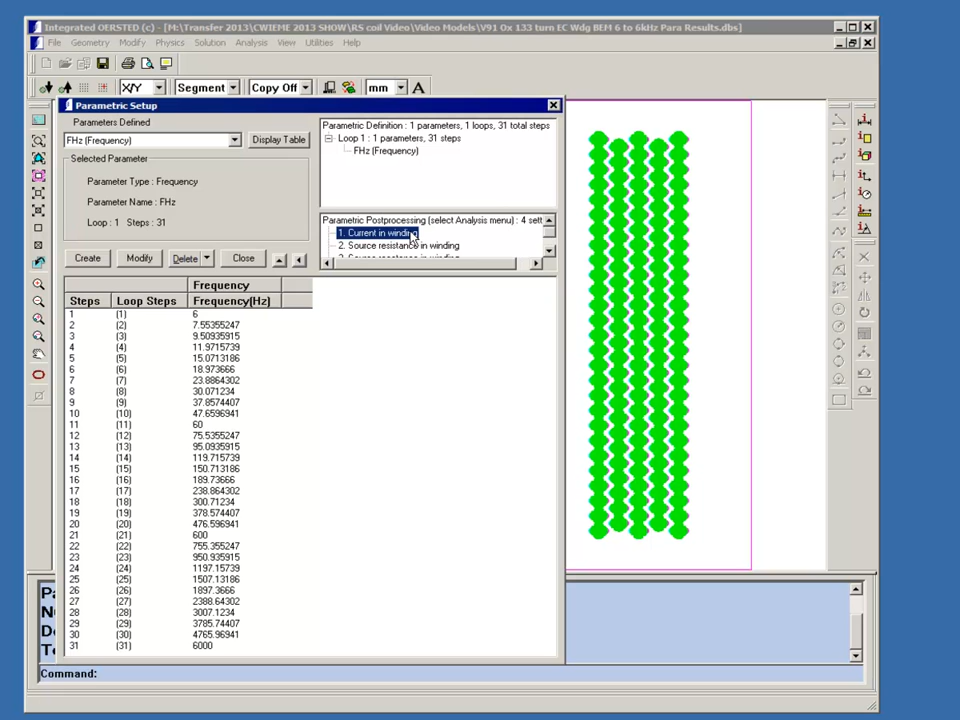 Integrated OERSTED (c) - [M:\Transfer 2013\CWIEME 2013 SHOW\RS coil Video\Video Models\V91 Ox 133 turn EC Wdg BEM 6 to 6kHz Para Results.dbs]
File Geometry Modify Physics Solution Analysis View Utilities Help
X/Y Segment Copy Off mm A
Parametric Setup
Parameters Defined
FHz (Frequency) Display Table
Selected Parameter
Parameter Type : Frequency
Parameter Name : FHz
Loop : 1 Steps : 31
Create Modify Delete Close
Parametric Definition : 1 parameters, 1 loops, 31 total steps
Loop 1 : 1 parameters, 31 steps
FHz (Frequency)
Parametric Postprocessing (select Analysis menu) : 4 sett
1. Current in winding
2. Source resistance in winding
Frequency
Steps Loop Steps Frequency(Hz)
1 (1) 6
2 (2) 7.55355247
3 (3) 9.50935915
4 (4) 11.9715739
5 (5) 15.0713186
6 (6) 18.973666
7 (7) 23.8864302
8 (8) 30.071234
9 (9) 37.8574407
10 (10) 47.6596941
11 (11) 60
12 (12) 75.5355247
13 (13) 95.0935915
14 (14) 119.715739
15 (15) 150.713186
16 (16) 189.73666
17 (17) 238.864302
18 (18) 300.71234
19 (19) 378.574407
20 (20) 476.596941
21 (21) 600
22 (22) 755.355247
23 (23) 950.935915
24 (24) 1197.15739
25 (25) 1507.13186
26 (26) 1897.3666
27 (27) 2388.64302
28 (28) 3007.1234
29 (29) 3785.74407
30 (30) 4765.96941
31 (31) 6000
Command: